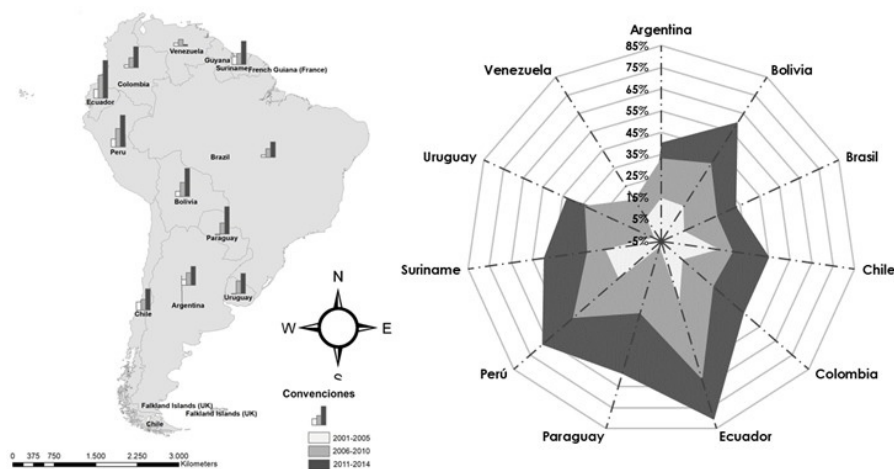 Venezuela
Guyana
Suriname
French Guiana (France)
Colombia
Ecuador
Peru
Brazil
Bolivia
Paraguay
Argentina
Uruguay
Chile
Falkland Islands (UK)
Falkland Islands (UK)
Chile
N
W
E
S
Convenciones
2001-2005
2006-2010
2011-2014
0 375 750 1.500 2.250 3.000
Kilometers
Argentina
Bolivia
Brasil
Chile
Colombia
Ecuador
Paraguay
Perú
Suriname
Uruguay
Venezuela
85%
75%
65%
55%
45%
35%
25%
15%
5%
-5%